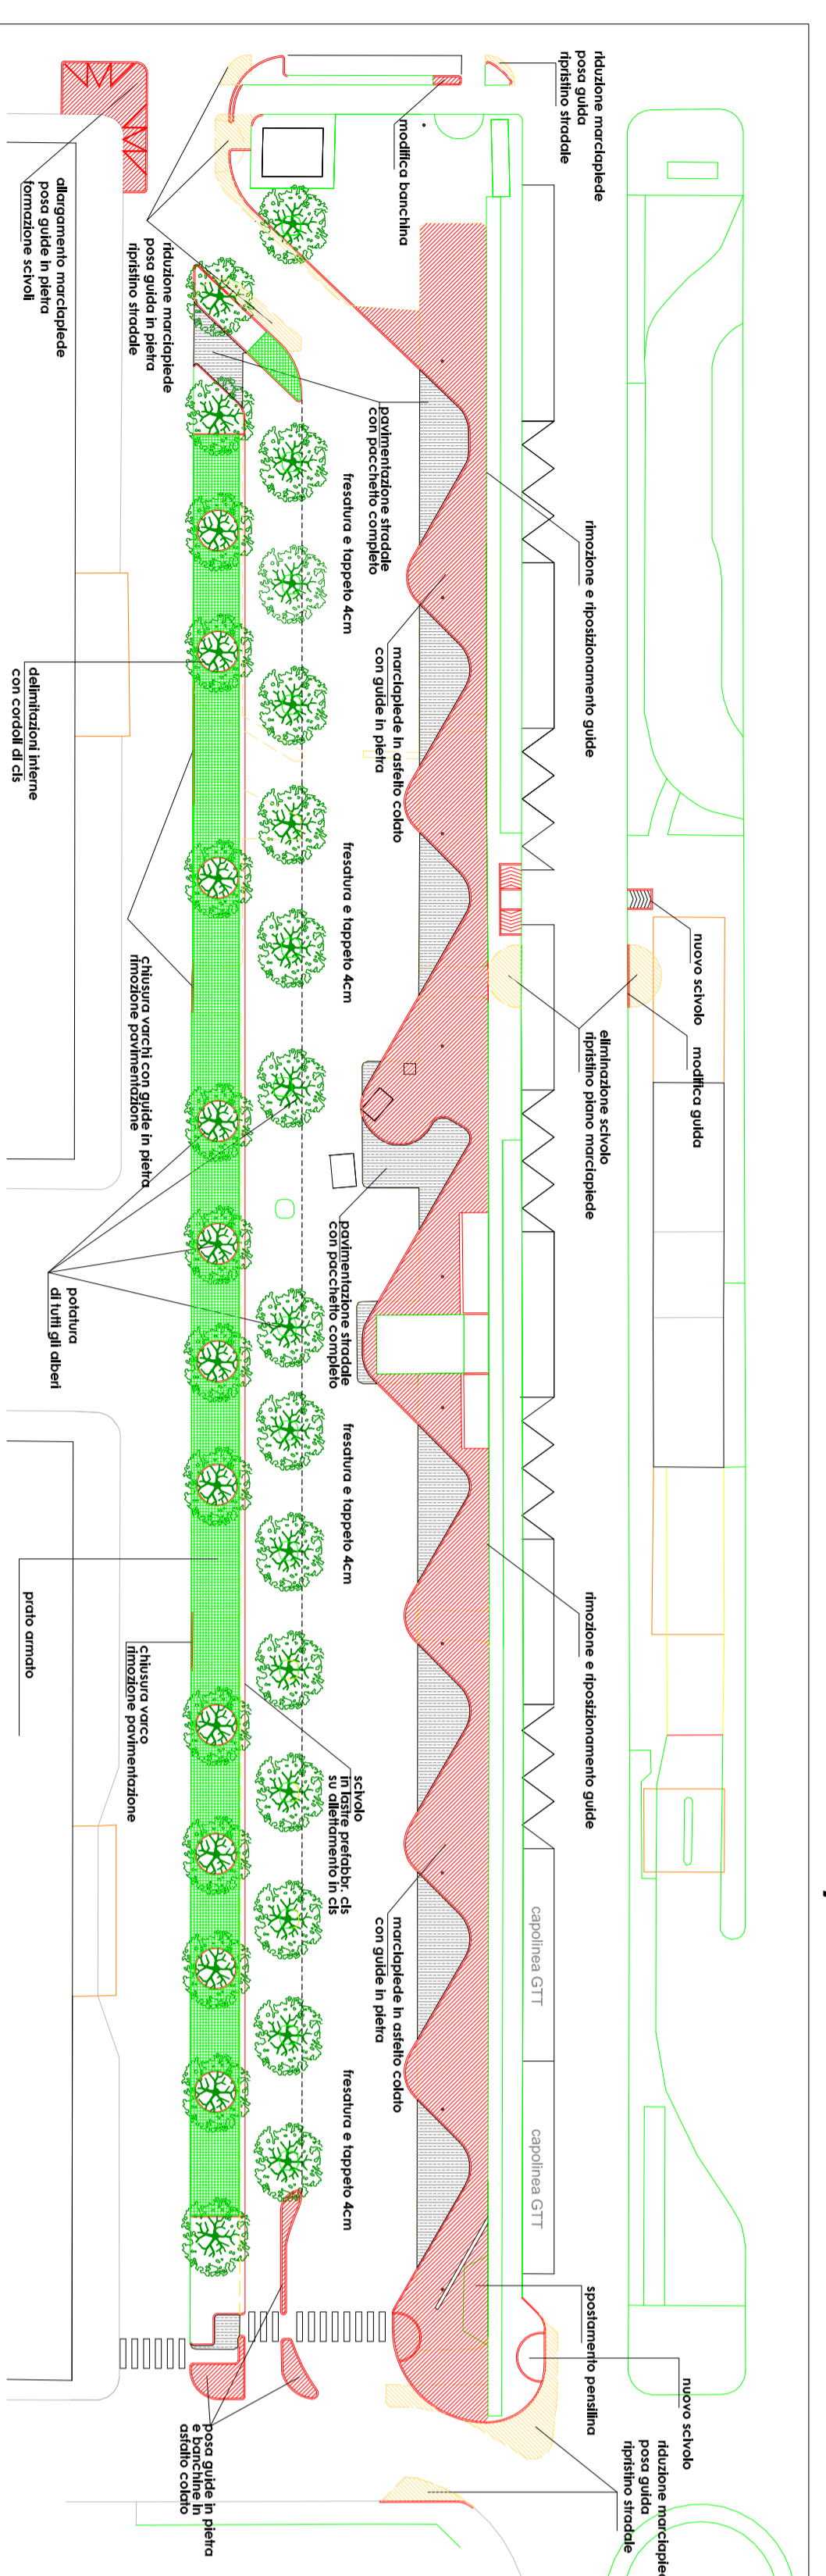 riduzione marciapiede
posa guida
ripristino stradale
modifica banchina
allargamento marciapiede
posa guide in pietra
formazione scivoli
riduzione marciapiede
posa guida in pietra
ripristino stradale
pavimentazione stradale
con pacchetto completo
fresatura e tappeto 4cm
rimozione e riposizionamento guide
marciapiede in asfelto colato
con guide in pietra
delimitazioni interne
con cordoli di cls
fresatura e tappeto 4cm
chiusura varchi con guide in pietra
rimozione pavimentazione
nuovo scivolo
modifica guida
eliminazione scivolo
ripristino piano marciapiede
pavimentazione stradale
con pacchetto completo
potatura
di tutti gli alberi
fresatura e tappeto 4cm
rimozione e riposizionamento guide
prato armato
chiusura varco
rimozione pavimentazione
scivolo
in lastre prefabbr. cls
su allettamento in cls
marciapiede in asfelto colato
con guide in pietra
capolinea GTT
capolinea GTT
fresatura e tappeto 4cm
spostamento pensilina
nuovo scivolo
riduzione marciapie
posa guida
ripristino stradale
posa guide in pietra
e banchine in
asfalto colato